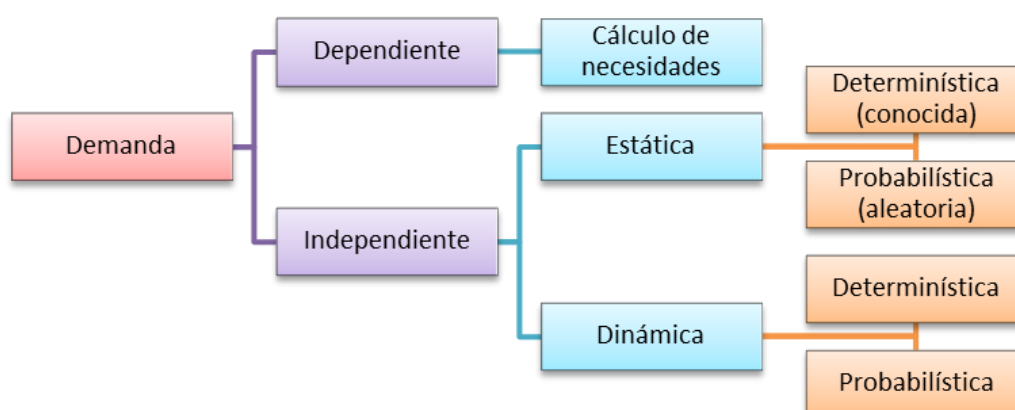 Demanda
Dependiente
Cálculo de
necesidades
Independiente
Estática
Determinística
(conocida)
Probabilística
(aleatoria)
Dinámica
Determinística
Probabilística